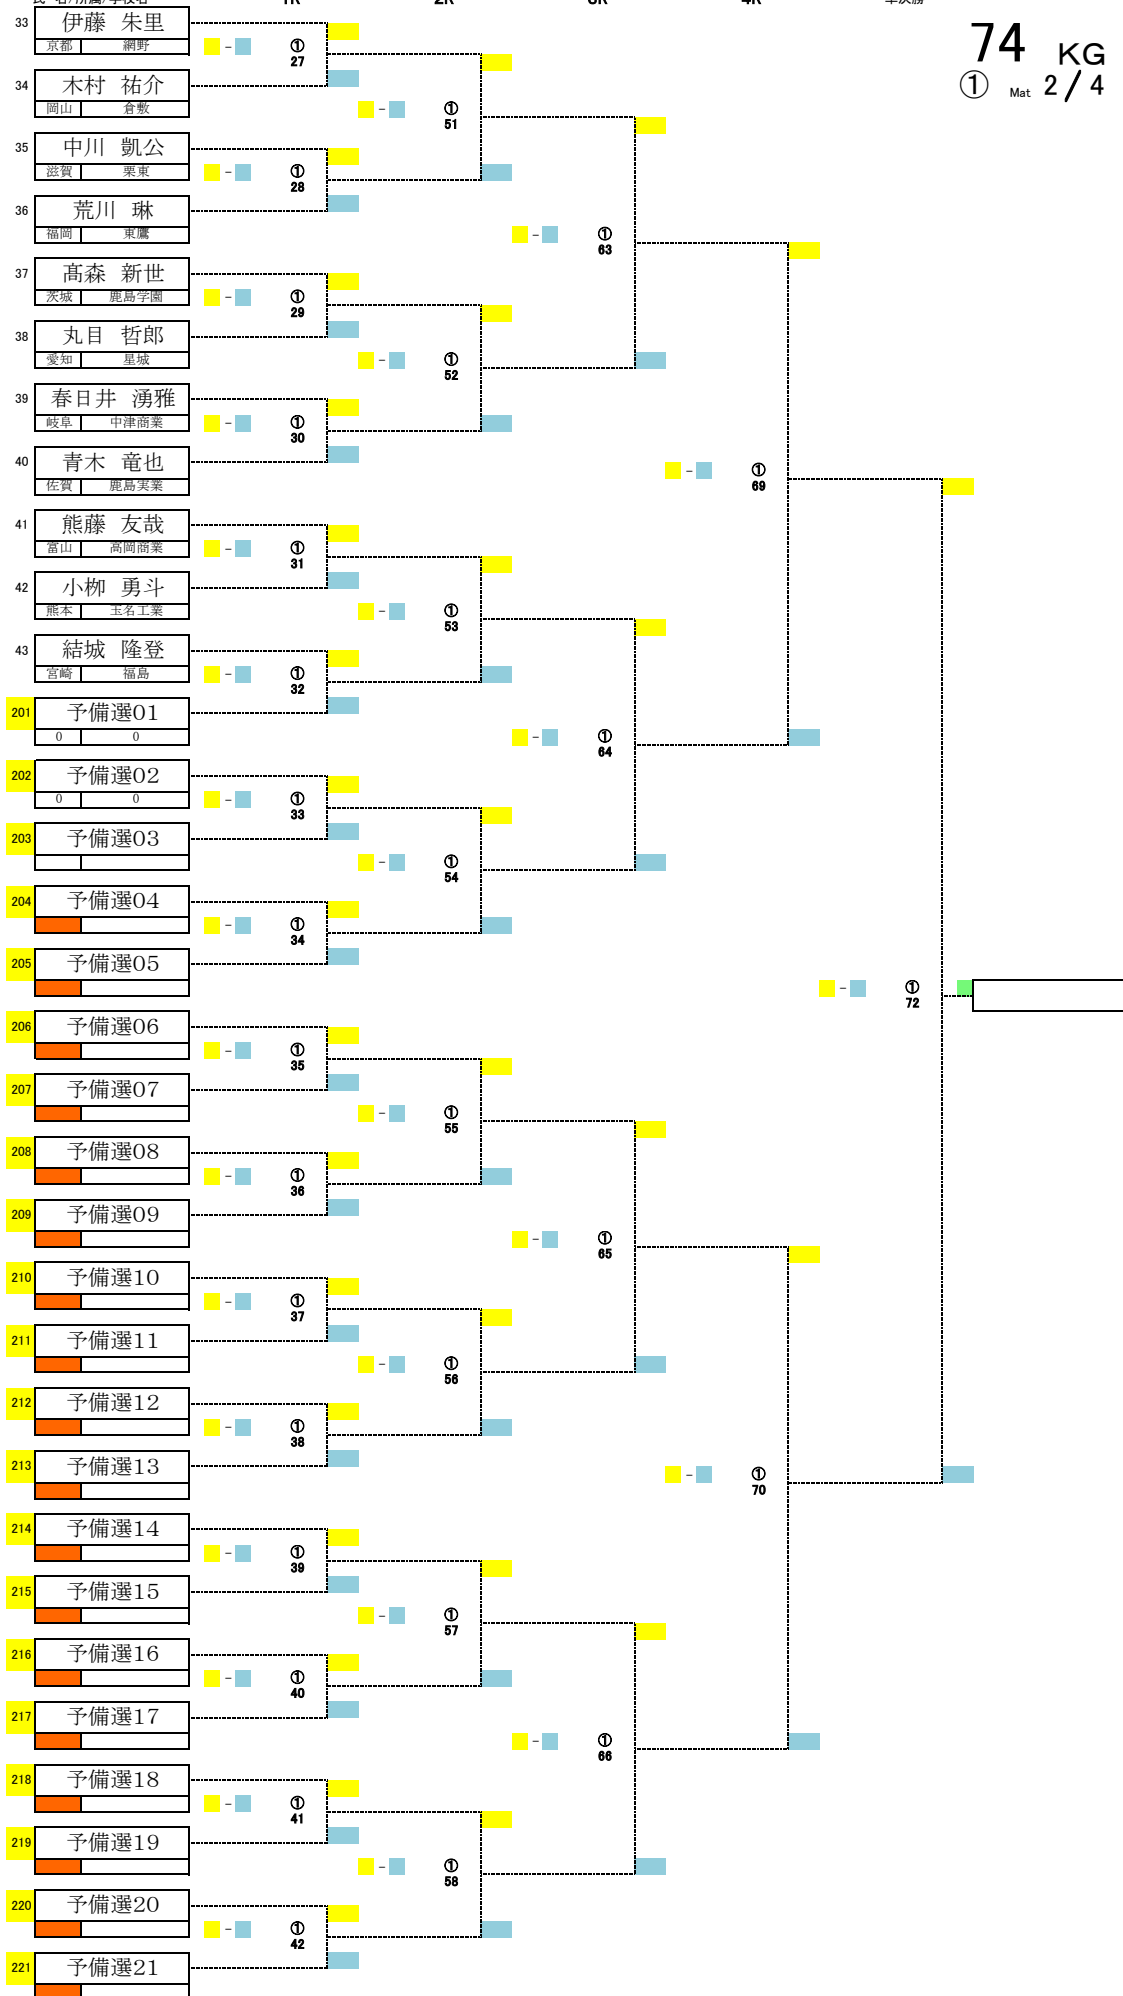 氏 名/所属/学校名 1R 2R 3R 4R 準決勝
74 KG
① Mat 2/4
33 伊藤 朱里
京都 網野
- ① 27
34 木村 祐介
岡山 倉敷
- ① 51
35 中川 凱公
滋賀 栗東
- ① 28
36 荒川 琳
福岡 東鷹
- ① 63
37 髙森 新世
茨城 鹿島学園
- ① 29
38 丸目 哲郎
愛知 星城
- ① 52
39 春日井 湧雅
岐阜 中津商業
- ① 30
40 青木 竜也
佐賀 鹿島実業
- ① 69
41 熊藤 友哉
富山 高岡商業
- ① 31
42 小栁 勇斗
熊本 玉名工業
- ① 53
43 結城 隆登
宮崎 福島
- ① 32
201 予備選01
0 0
- ① 64
202 予備選02
0 0
- ① 33
203 予備選03
- ① 54
204 予備選04
- ① 34
205 予備選05
- ① 72
206 予備選06
- ① 35
207 予備選07
- ① 55
208 予備選08
- ① 36
209 予備選09
- ① 65
210 予備選10
- ① 37
211 予備選11
- ① 56
212 予備選12
- ① 38
213 予備選13
- ① 70
214 予備選14
- ① 39
215 予備選15
- ① 57
216 予備選16
- ① 40
217 予備選17
- ① 66
218 予備選18
- ① 41
219 予備選19
- ① 58
220 予備選20
- ① 42
221 予備選21